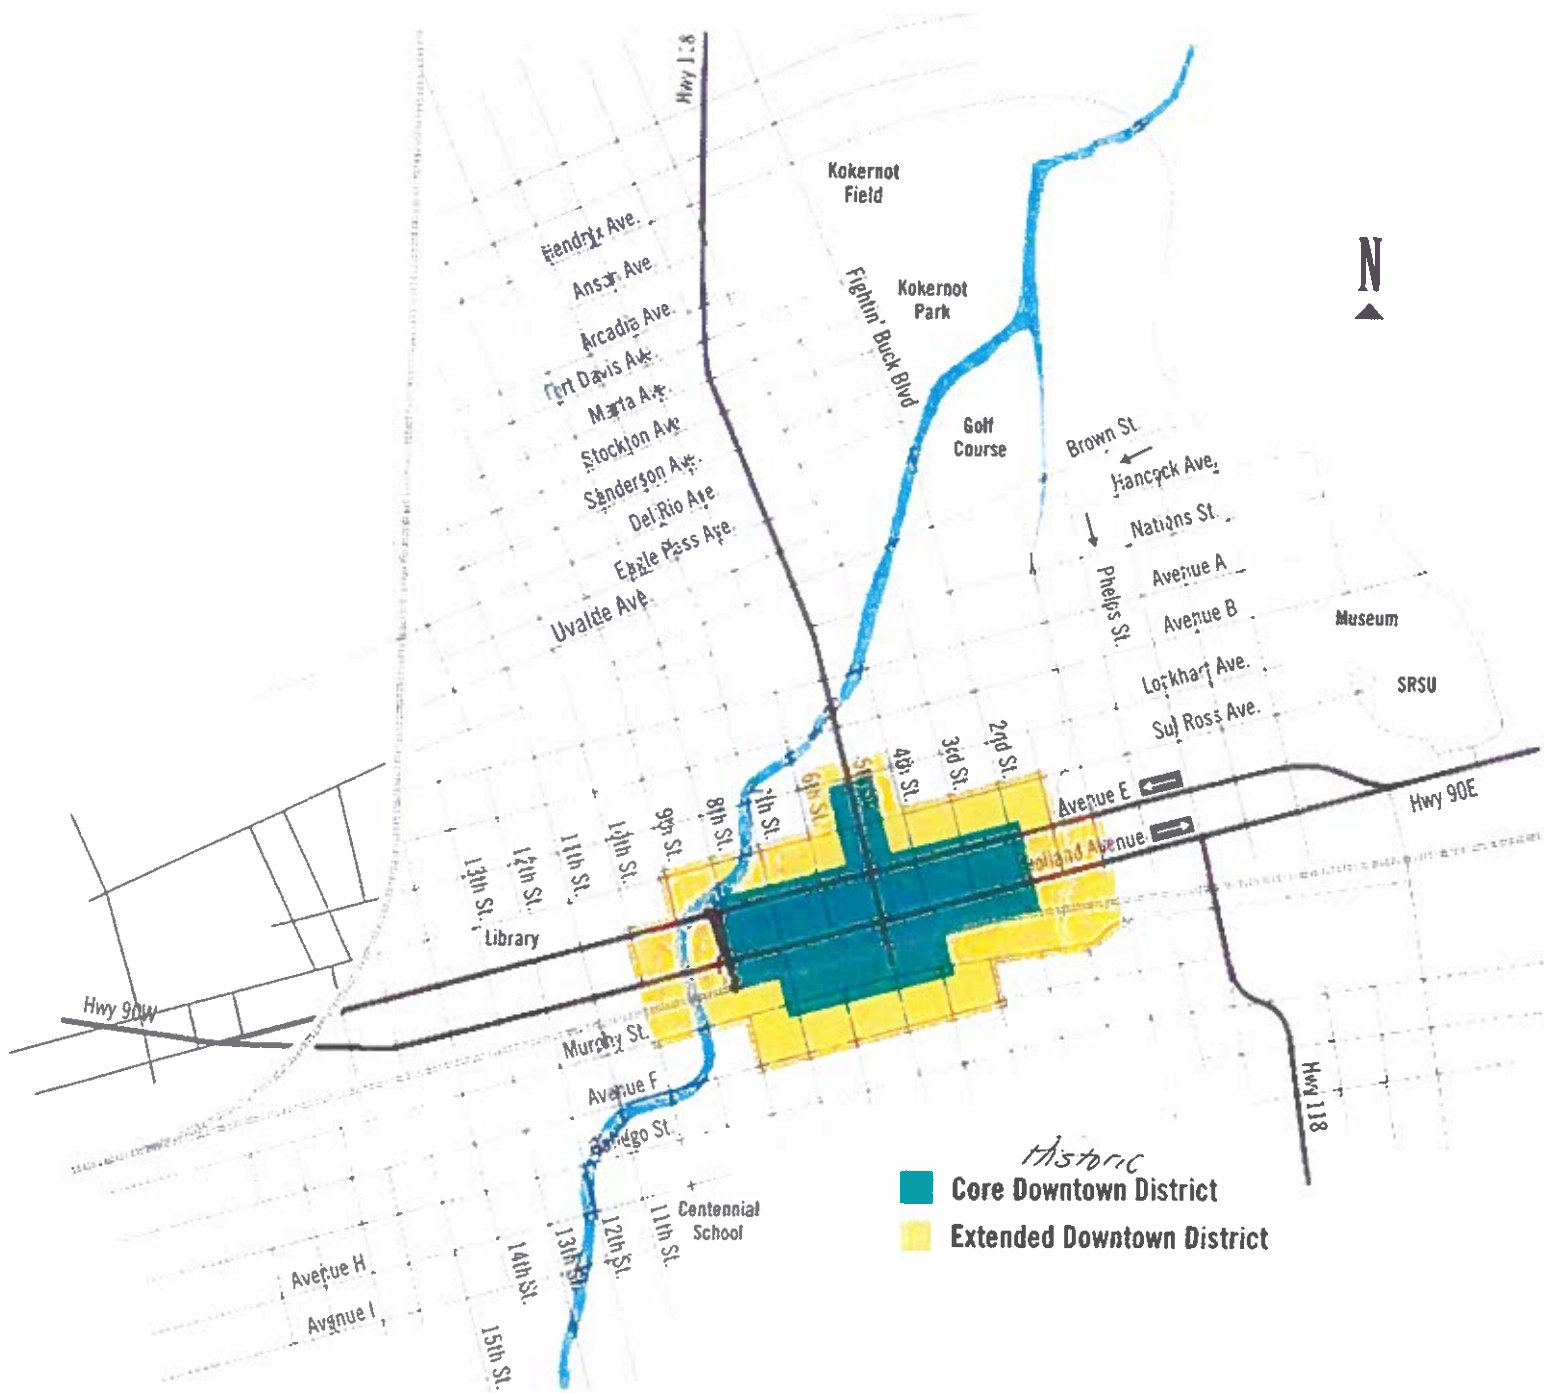 Hwy 118
Kokernot
Field
Hendrix Ave.
N
Anson Ave
Kokernot
Park
Fightin' Buck Blvd
Arcadia Ave.
Fort Davis Ave
Marfa Ave
Stockton Ave
Golf
Course
Brown St.
Hancock Ave.
Sanderson Ave.
Del Rio Ave
Nations St.
Eagle Pass Ave.
Avenue A
Phelps St.
Uvalde Ave.
Avenue B
Museum
Lockhart Ave.
SRSU
Sul Ross Ave.
2nd St.
3rd St.
4th St.
5th St.
6th St.
7th St.
8th St.
9th St.
10th St.
11th St.
12th St.
13th St.
Avenue E
Hwy 90E
Holland Avenue
Library
Hwy 90W
Murphy St.
Avenue F
Hwy 118
Historic
Core Downtown District
Extended Downtown District
Centennial
School
11th St.
12th St.
13th St.
14th St.
15th St.
Avenue H
Avenue I